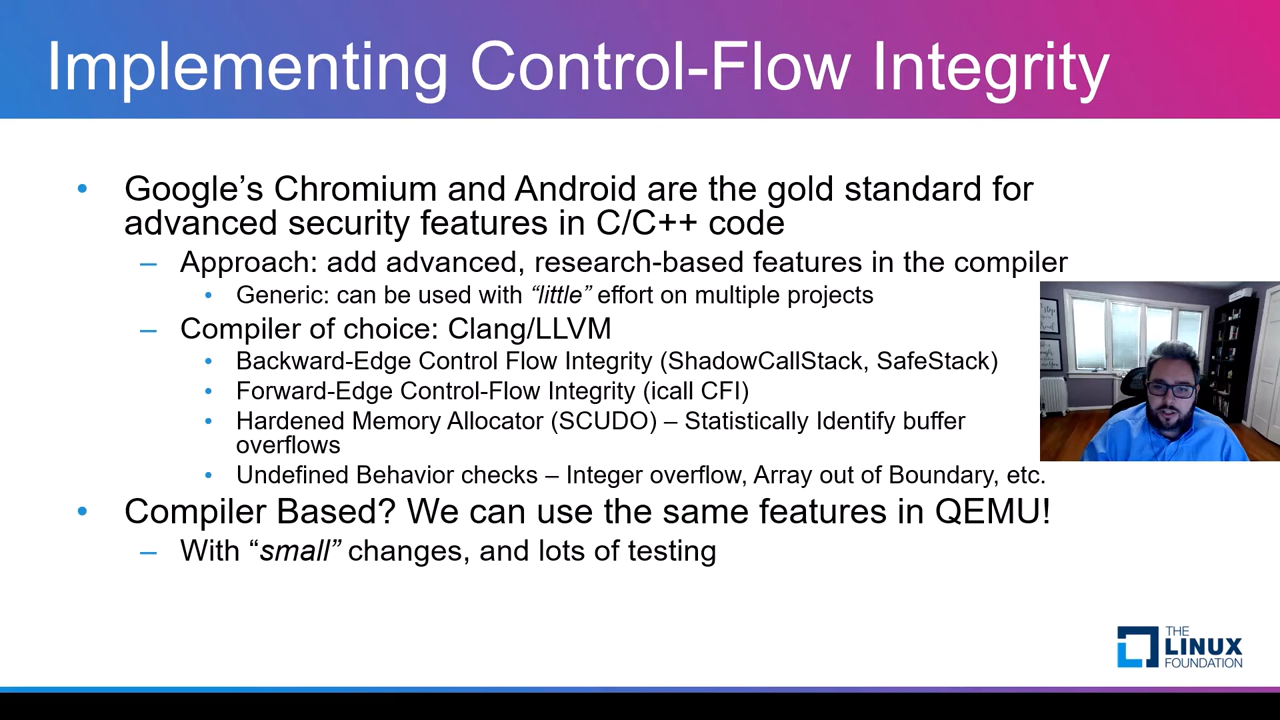 Implementing Control-Flow Integrity
• Google’s Chromium and Android are the gold standard for
advanced security features in C/C++ code
– Approach: add advanced, research-based features in the compiler
• Generic: can be used with “little” effort on multiple projects
– Compiler of choice: Clang/LLVM
• Backward-Edge Control Flow Integrity (ShadowCallStack, SafeStack)
• Forward-Edge Control-Flow Integrity (icall CFI)
• Hardened Memory Allocator (SCUDO) – Statistically Identify buffer
overflows
• Undefined Behavior checks – Integer overflow, Array out of Boundary, etc.
• Compiler Based? We can use the same features in QEMU!
– With “small” changes, and lots of testing
THE
LINUX
FOUNDATION